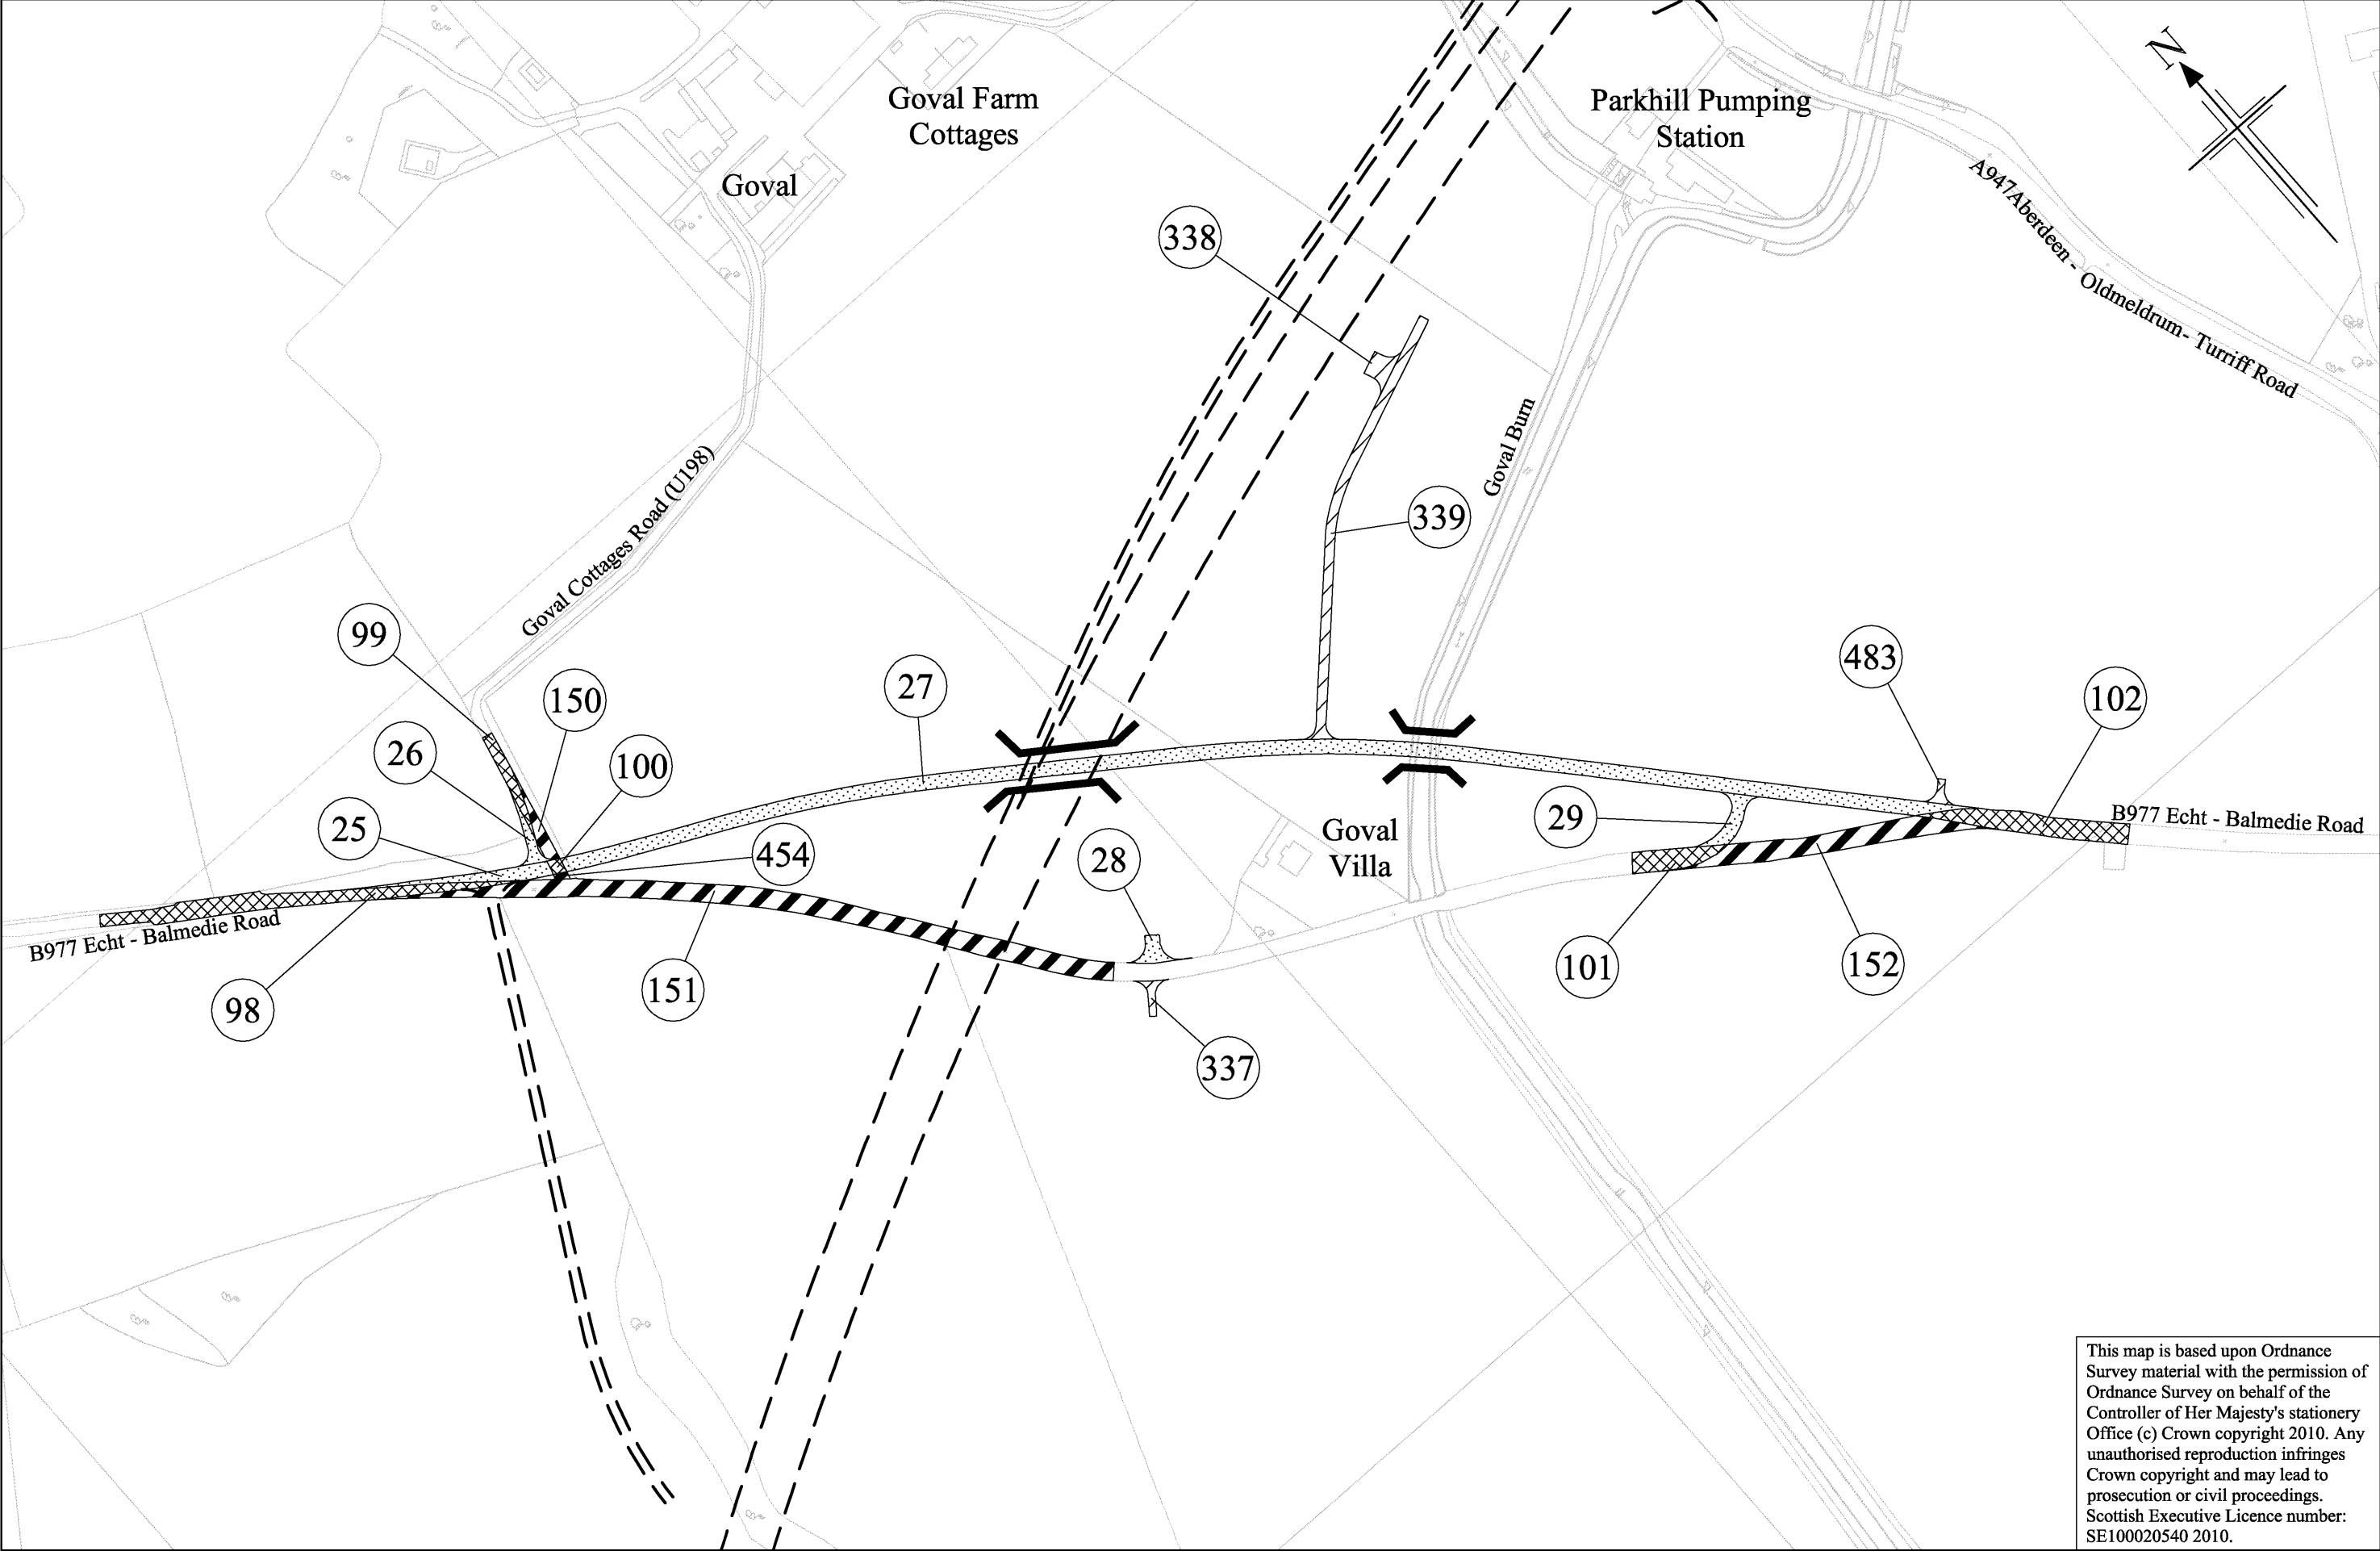 N
Goval Farm
Cottages
Parkhill Pumping
Station
Goval
A947Aberdeen - Oldmeldrum- Turriff Road
338
Goval Burn
Goval Cottages Road (U198)
339
99
483
150
27
102
26
100
25
29
B977 Echt - Balmedie Road
454
28
Goval
Villa
B977 Echt - Balmedie Road
101
152
151
98
337
This map is based upon Ordnance
Survey material with the permission of
Ordnance Survey on behalf of the
Controller of Her Majesty's stationery
Office (c) Crown copyright 2010. Any
unauthorised reproduction infringes
Crown copyright and may lead to
prosecution or civil proceedings.
Scottish Executive Licence number:
SE100020540 2010.